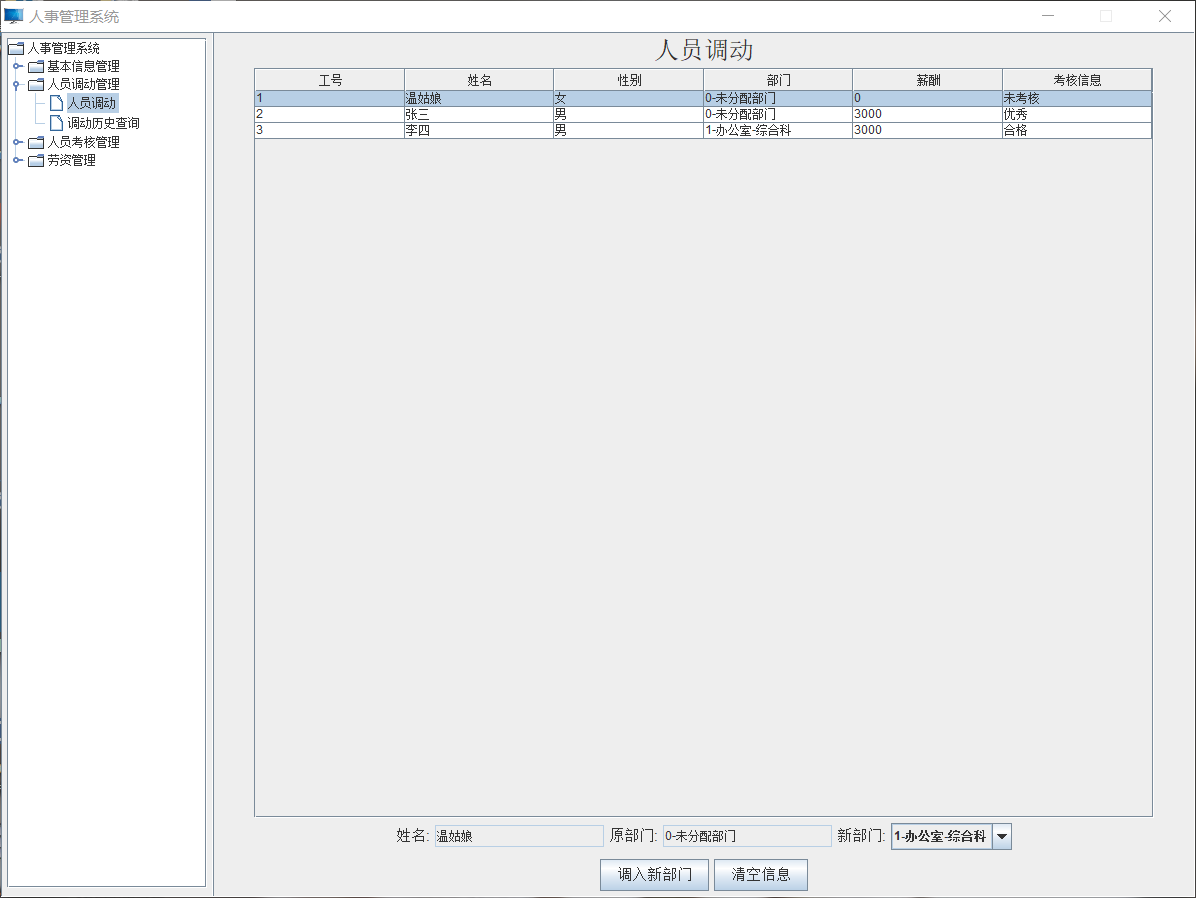 人事管理系统
人事管理系统
基本信息管理
人员调动管理
人员调动
调动历史查询
人员考核管理
劳资管理
人员调动
工号 姓名 性别 部门 薪酬 考核信息
1 温姑娘 女 0-未分配部门 0 未考核
2 张三 男 0-未分配部门 3000 优秀
3 李四 男 1-办公室-综合科 3000 合格
姓名: 温姑娘 原部门: 0-未分配部门 新部门: 1-办公室-综合科
调入新部门 清空信息